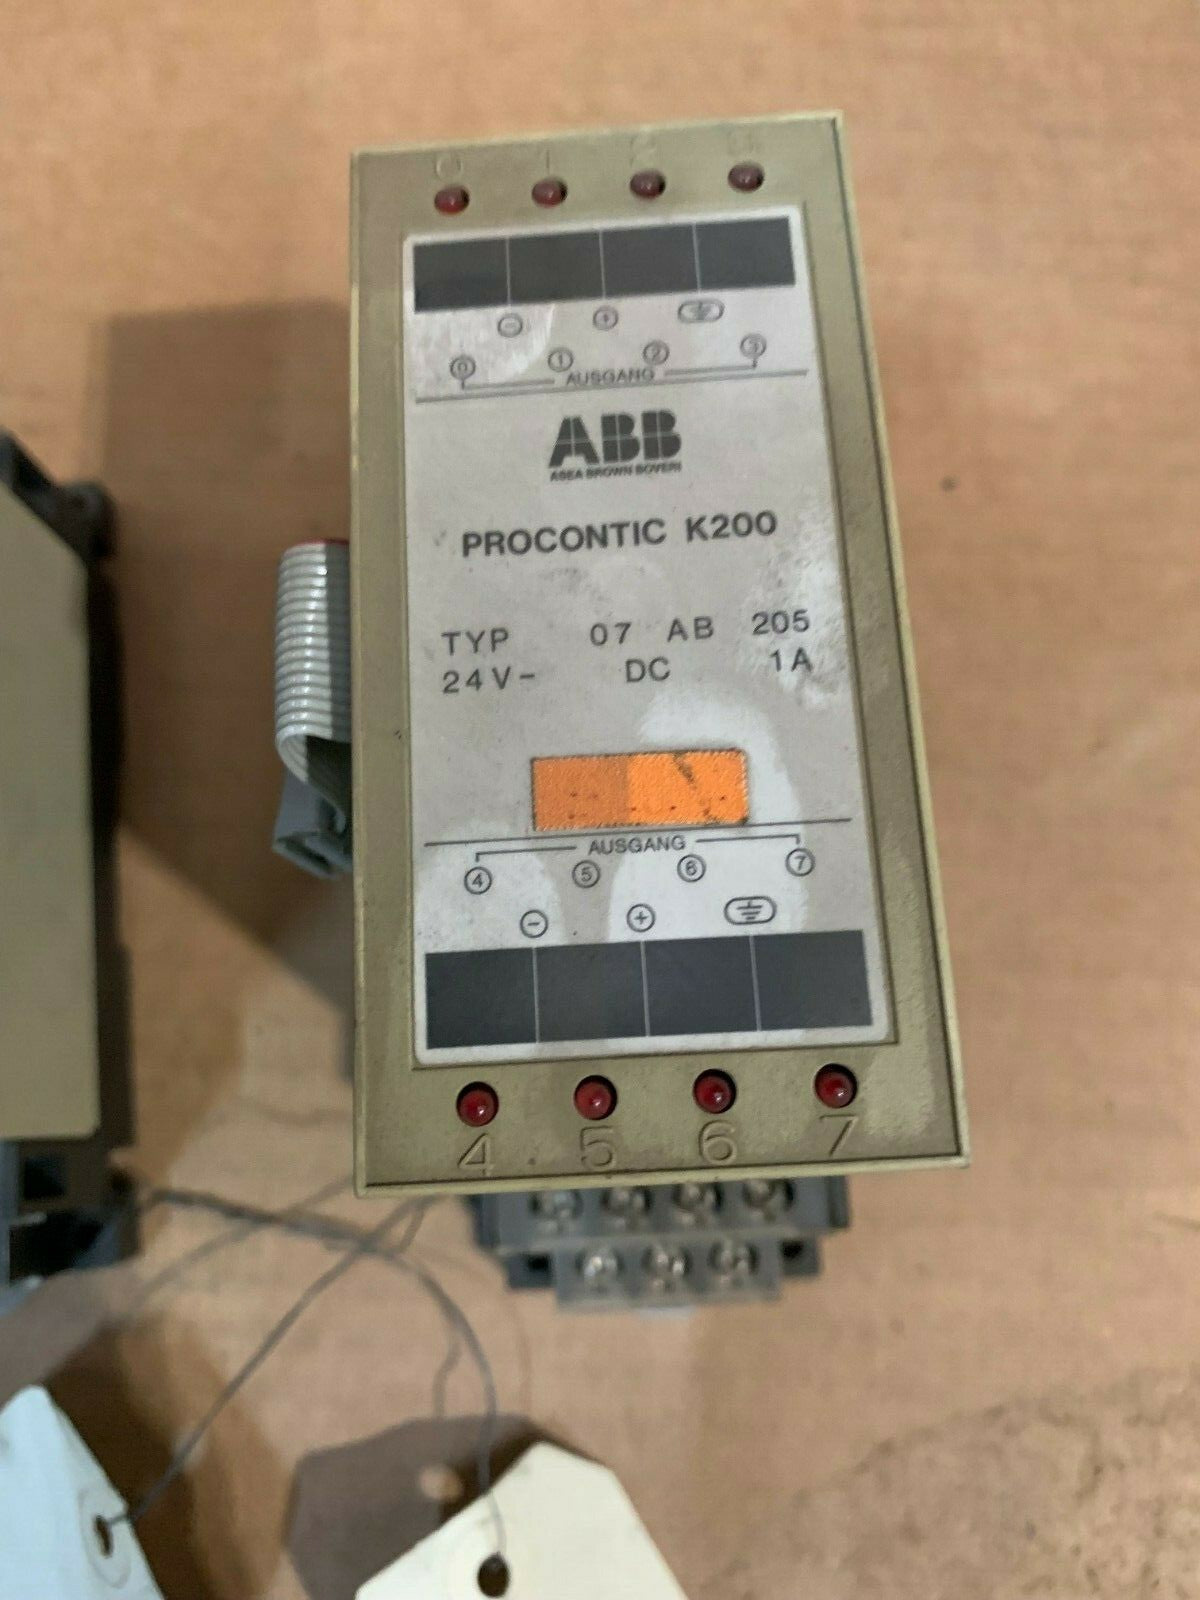 0 1 2 3
− +
0 1 2 3
AUSGANG
ABB
ASEA BROWN BOVERI
PROCONTIC K200
TYP 07 AB 205
24V- DC 1A
AUSGANG
4 5 6 7
− +
4 5 6 7